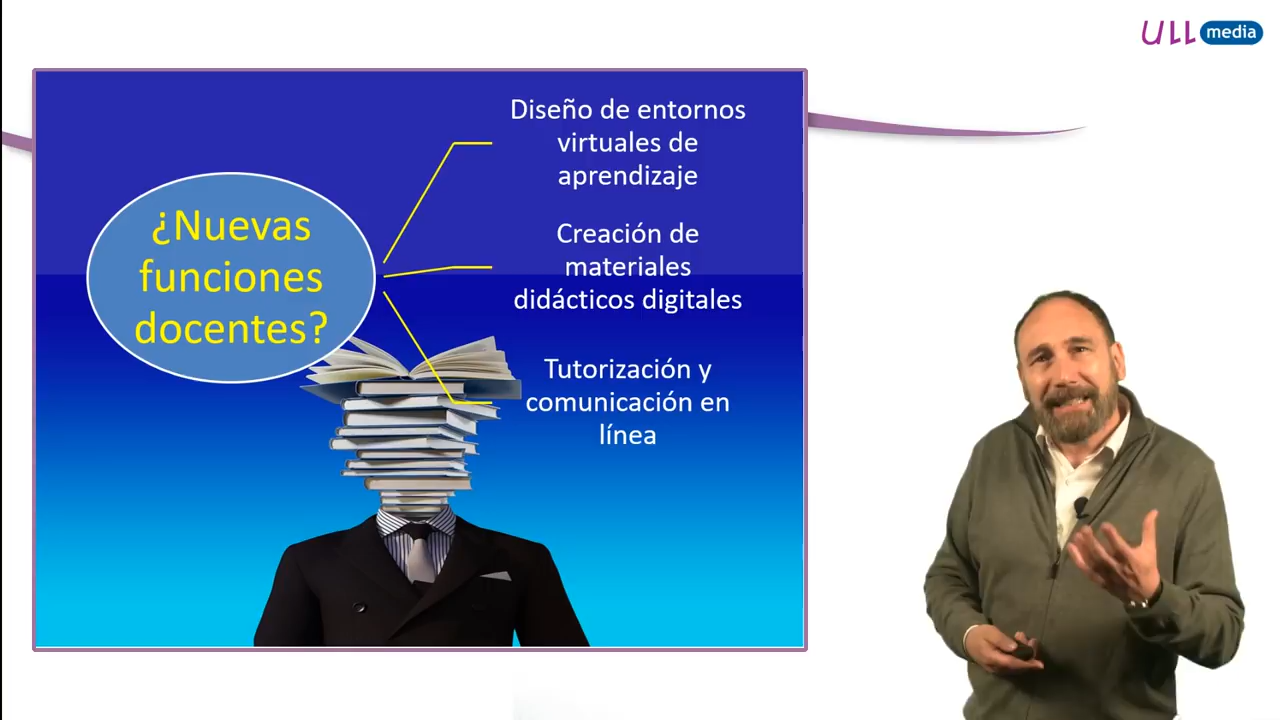 ULL media
¿Nuevas
funciones
docentes?
Diseño de entornos
virtuales de
aprendizaje
Creación de
materiales
didácticos digitales
Tutorización y
comunicación en
línea